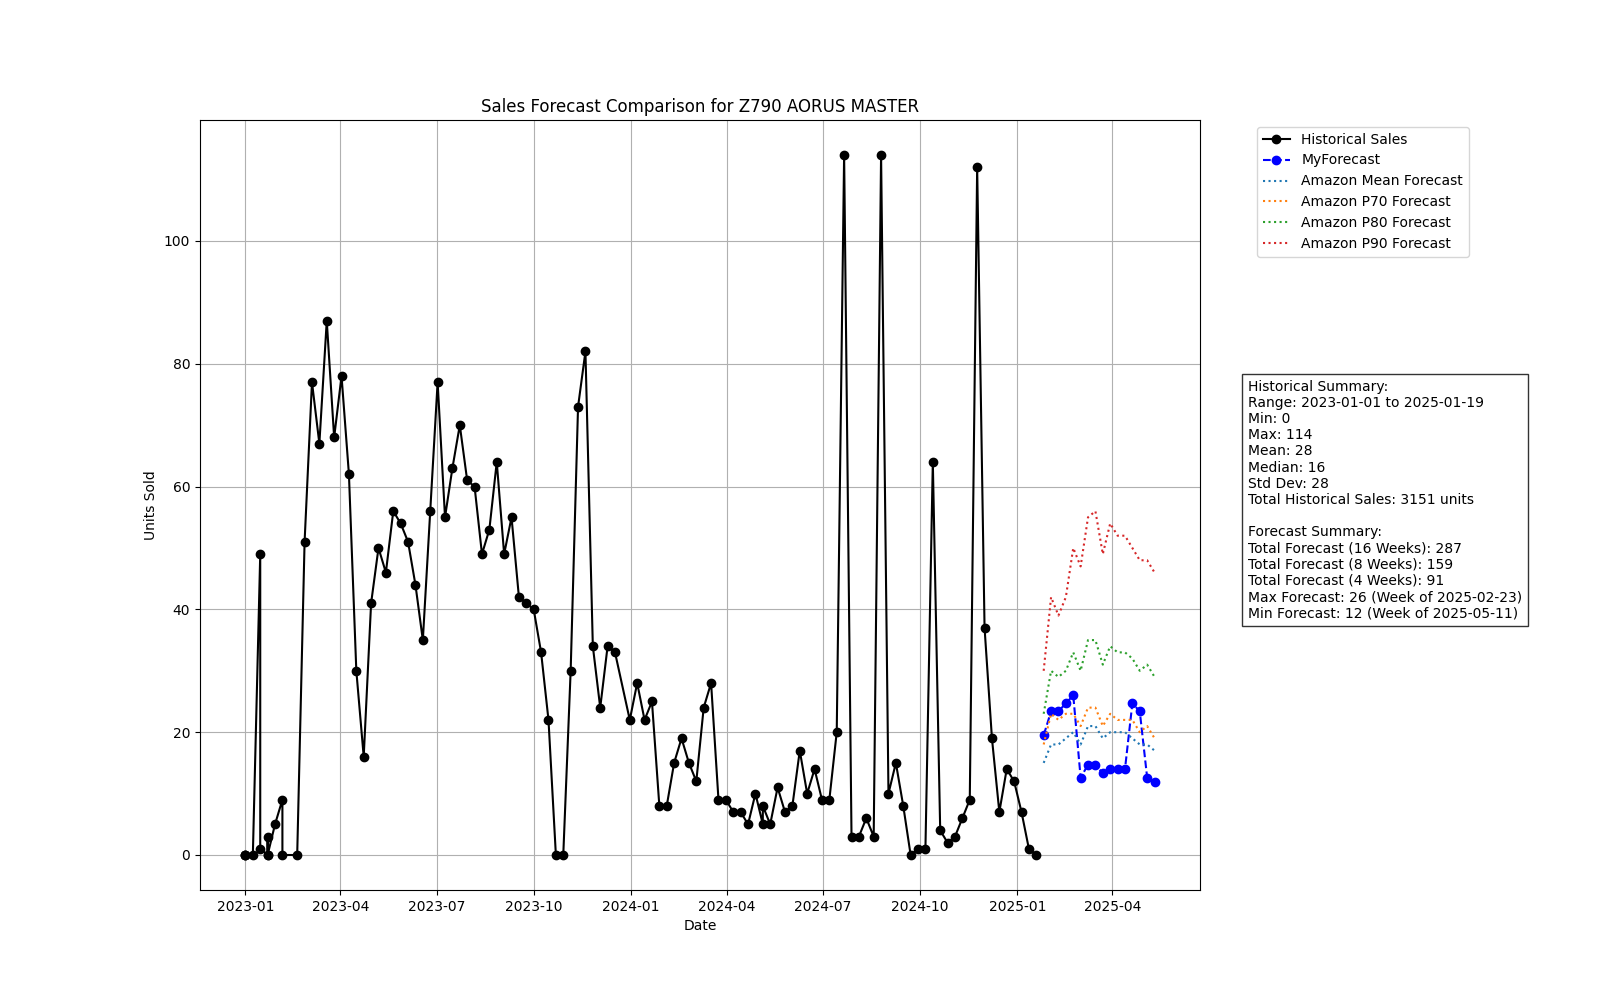 Sales Forecast Comparison for Z790 AORUS MASTER
Historical Sales
MyForecast
Amazon Mean Forecast
Amazon P70 Forecast
Amazon P80 Forecast
Amazon P90 Forecast
Units Sold
100
80
60
40
20
0
2023-01 2023-04 2023-07 2023-10 2024-01 2024-04 2024-07 2024-10 2025-01 2025-04
Date
Historical Summary:
Range: 2023-01-01 to 2025-01-19
Min: 0
Max: 114
Mean: 28
Median: 16
Std Dev: 28
Total Historical Sales: 3151 units
Forecast Summary:
Total Forecast (16 Weeks): 287
Total Forecast (8 Weeks): 159
Total Forecast (4 Weeks): 91
Max Forecast: 26 (Week of 2025-02-23)
Min Forecast: 12 (Week of 2025-05-11)